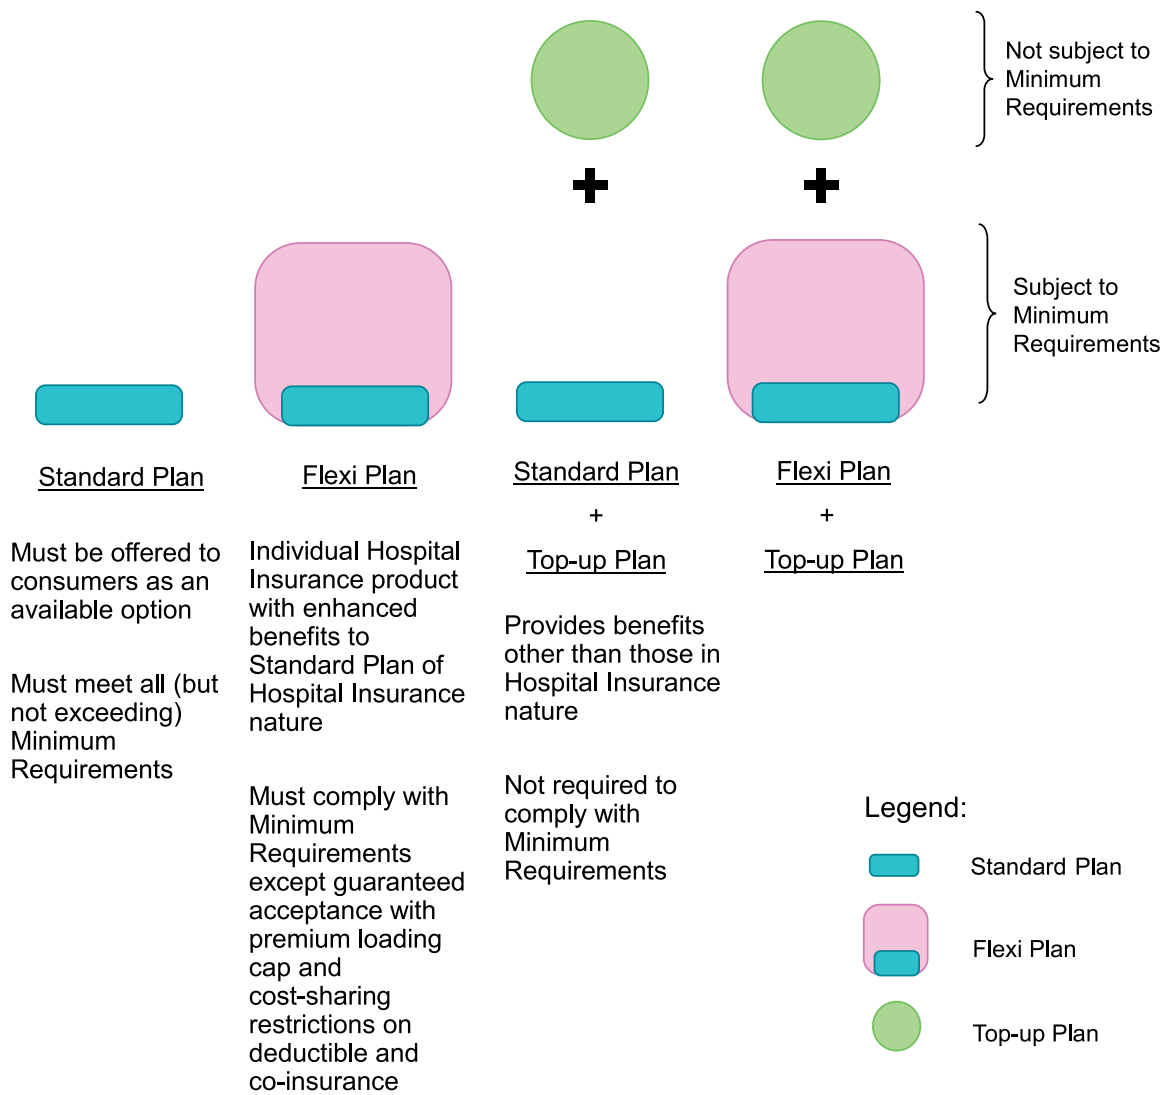 Not subject to
Minimum
Requirements
Subject to
Minimum
Requirements
Standard Plan
Must be offered to
consumers as an
available option
Must meet all (but
not exceeding)
Minimum
Requirements
Flexi Plan
Individual Hospital
Insurance product
with enhanced
benefits to
Standard Plan of
Hospital Insurance
nature
Must comply with
Minimum
Requirements
except guaranteed
acceptance with
premium loading
cap and
cost-sharing
restrictions on
deductible and
co-insurance
Standard Plan
+
Top-up Plan
Provides benefits
other than those in
Hospital Insurance
nature
Not required to
comply with
Minimum
Requirements
Flexi Plan
+
Top-up Plan
Legend:
Standard Plan
Flexi Plan
Top-up Plan